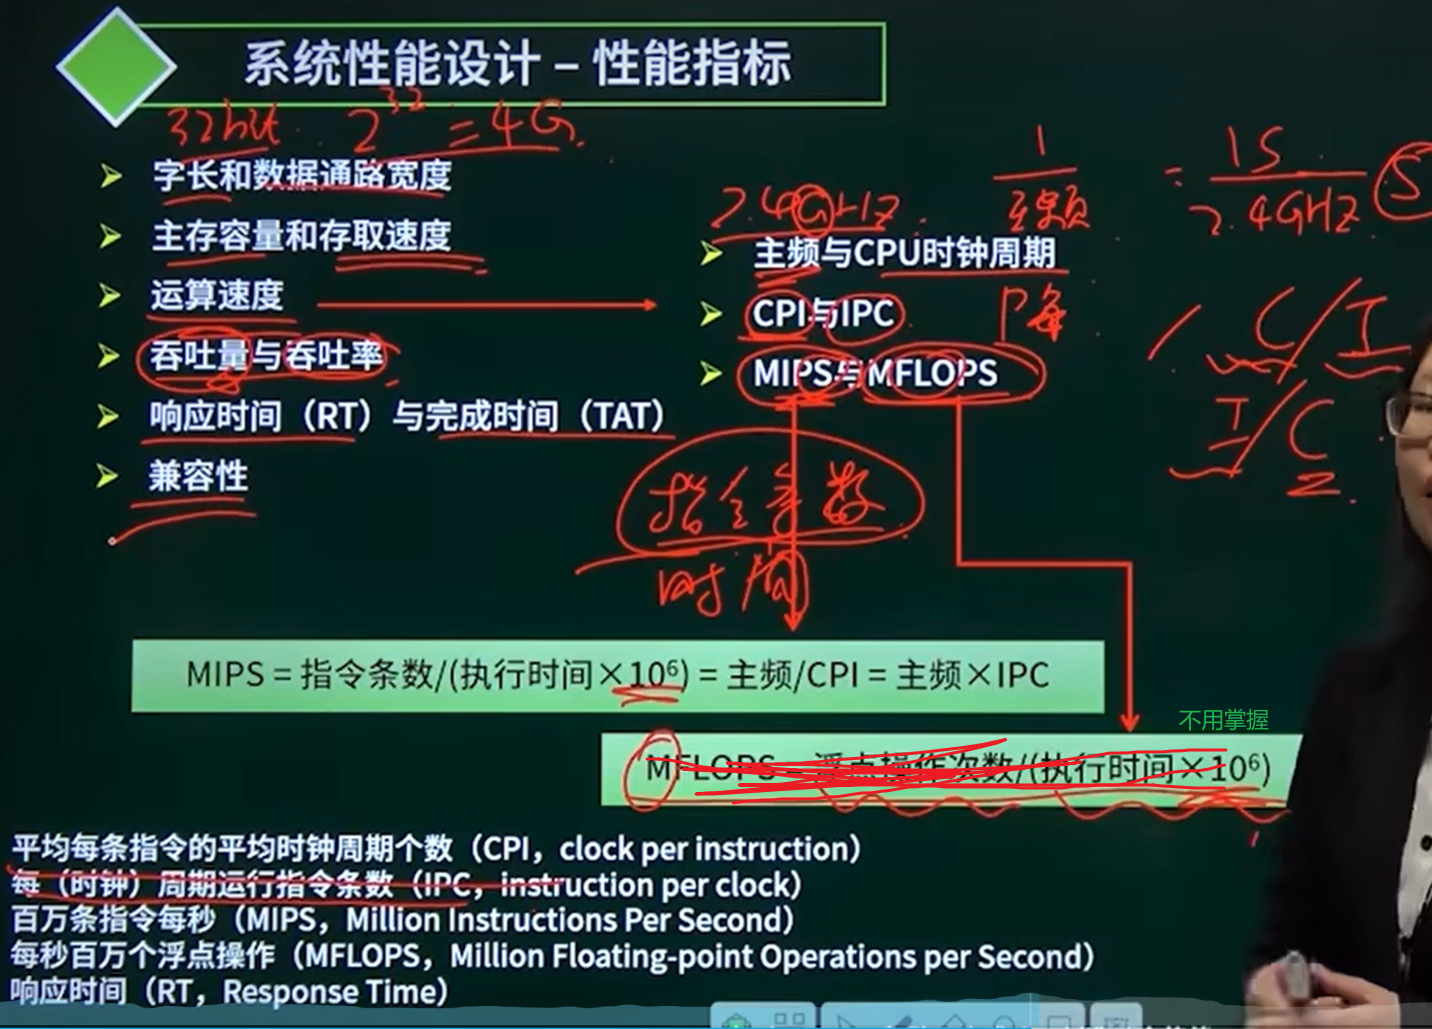 系统性能设计 – 性能指标
32bit 2^32 = 4G
字长和数据通路宽度
主存容量和存取速度
运算速度
吞吐量与吞吐率
响应时间（RT）与完成时间（TAT）
兼容性
2.4GHZ
1/主频 = 1S/2.4GHZ S
主频与CPU时钟周期
CPI与IPC
MIPS与MFLOPS
C/I
I/C
指令条数
时间
MIPS = 指令条数/(执行时间×10⁶) = 主频/CPI = 主频×IPC
不用掌握
MFLOPS = 浮点操作次数/(执行时间×10⁶)
平均每条指令的平均时钟周期个数（CPI，clock per instruction）
每（时钟）周期运行指令条数（IPC，instruction per clock）
百万条指令每秒（MIPS，Million Instructions Per Second）
每秒百万个浮点操作（MFLOPS，Million Floating-point Operations per Second）
响应时间（RT，Response Time）